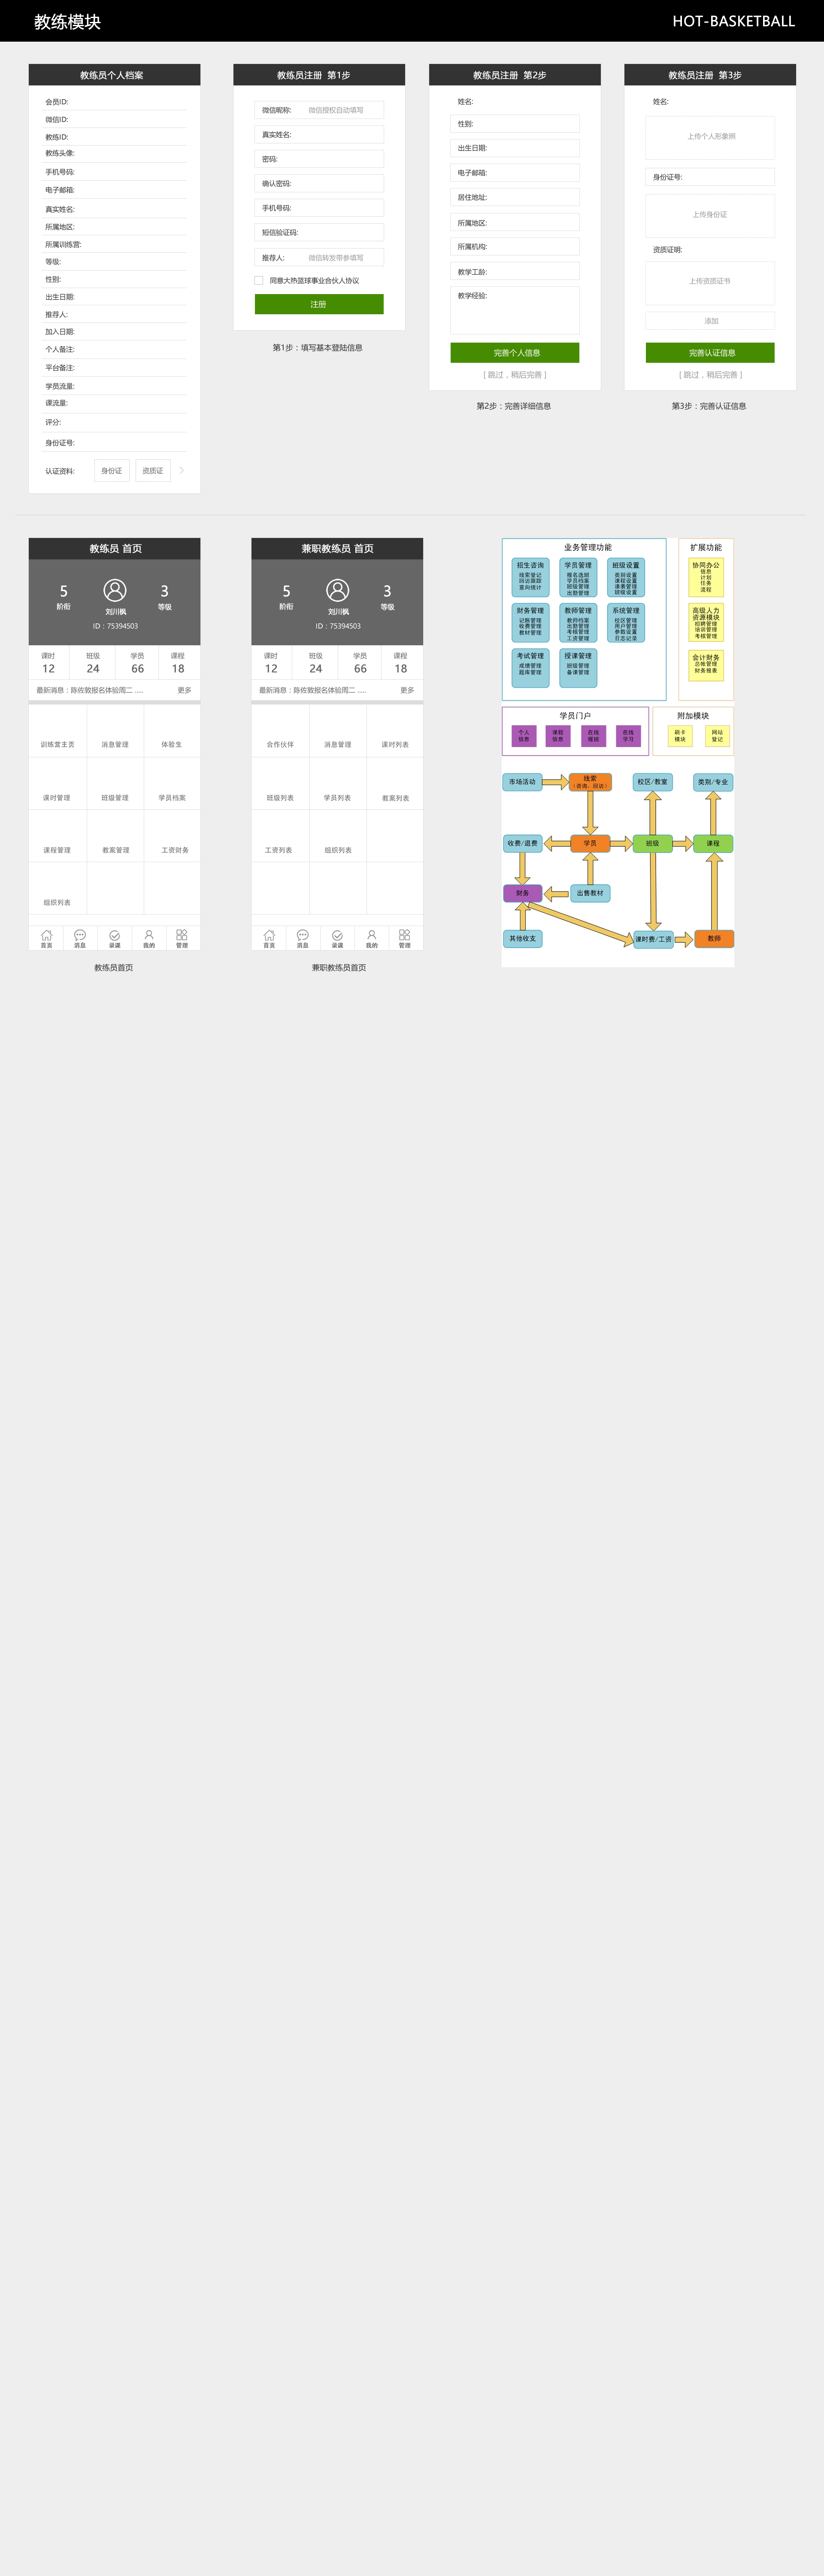 教练模块
HOT-BASKETBALL
教练员个人档案
会员ID:
微信ID:
教练ID:
教练头像:
手机号码:
电子邮箱:
真实姓名:
所属地区:
所属训练营:
等级:
性别:
出生日期:
推荐人:
加入日期:
个人备注:
平台备注:
学员流量:
课流量:
评分:
身份证号:
认证资料: 身份证 资质证
教练员注册 第1步
微信昵称: 微信授权自动填写
真实姓名:
密码:
确认密码:
手机号码:
短信验证码:
推荐人: 微信转发带参填写
同意大热篮球事业合伙人协议
注册
第1步：填写基本登陆信息
教练员注册 第2步
姓名:
性别:
出生日期:
电子邮箱:
居住地址:
所属地区:
所属机构:
教学工龄:
教学经验:
完善个人信息
[ 跳过，稍后完善 ]
第2步：完善详细信息
教练员注册 第3步
姓名:
上传个人形象照
身份证号:
上传身份证
资质证明:
上传资质证书
添加
完善认证信息
[ 跳过，稍后完善 ]
第3步：完善认证信息
教练员 首页
5 3
阶衔 刘川枫 等级
ID：75394503
课时 班级 学员 课程
12 24 66 18
最新消息：陈佐敦报名体验周二 ..... 更多
训练营主页 消息管理 体验生
课时管理 班级管理 学员档案
课程管理 教案管理 工资财务
组织列表
首页 消息 录课 我的 管理
教练员首页
兼职教练员 首页
5 3
阶衔 刘川枫 等级
ID：75394503
课时 班级 学员 课程
12 24 66 18
最新消息：陈佐敦报名体验周二 ..... 更多
合作伙伴 消息管理 课时列表
班级列表 学员列表 教案列表
工资列表 组织列表
首页 消息 录课 我的 管理
兼职教练员首页
业务管理功能
招生咨询
线索登记
回访跟踪
意向统计
学员管理
报名选班
学员档案
班级管理
出勤管理
班级设置
类别设置
课程设置
课表管理
班级设置
财务管理
记账管理
收费管理
教材管理
教师管理
教师档案
出勤管理
考核管理
工资管理
系统管理
校区管理
用户管理
参数设置
日志记录
考试管理
成绩管理
题库管理
授课管理
班级管理
备课管理
扩展功能
协同办公
信息
计划
任务
流程
高级人力
资源模块
招聘管理
培训管理
考核管理
会计财务
总帐管理
财务报表
学员门户
个人
信息
课程
信息
在线
报班
在线
学习
附加模块
刷卡
模块
网站
登记
市场活动
线索
（咨询，回访）
校区/教室
类别/专业
收费/退费
学员
班级
课程
财务
出售教材
其他收支
课时费/工资
教师